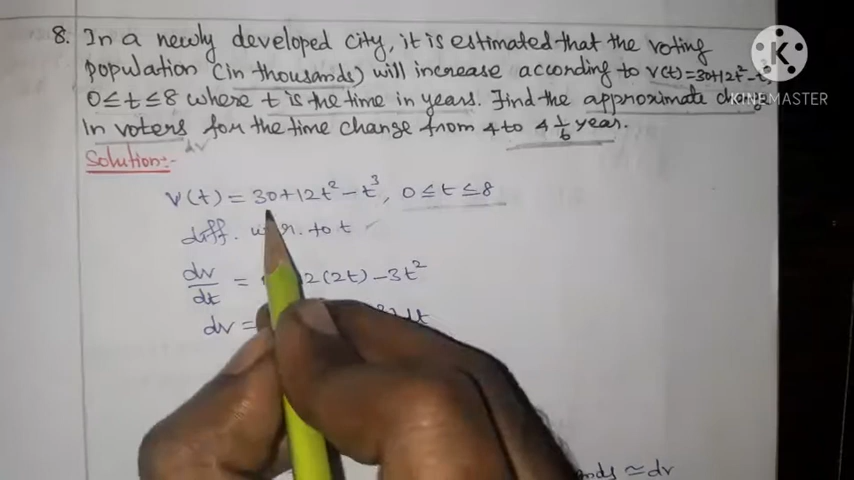 8. In a newly developed city, it is estimated that the voting
population (in thousands) will increase according to V(t)=30+12t²-t³,
0≤t≤8 where t is the time in years. Find the approximate change
in voters for the time change from 4 to 4 1/6 year.
dv
Solution:-
V(t) = 30+12t²-t³, 0≤t≤8
diff. w.r. to t
dv/dt = 2(2t)-3t²
dv =
≃dv
KINEMASTER